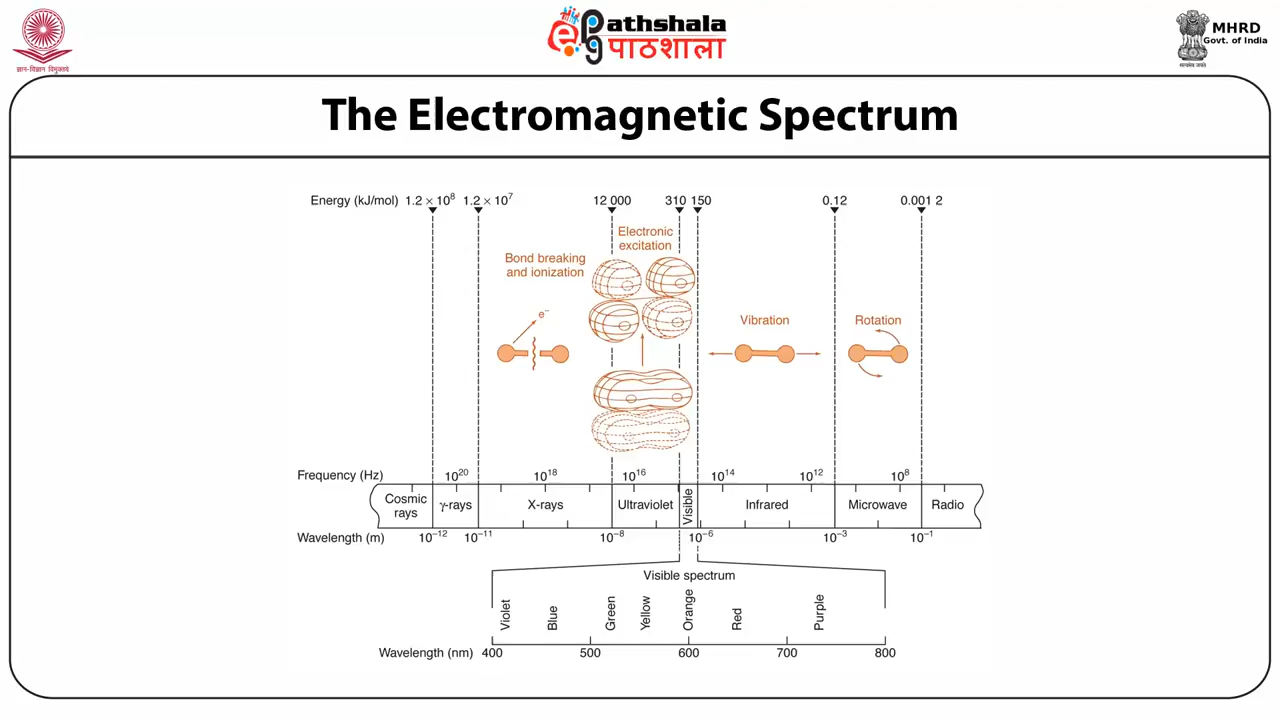 ज्ञान-विज्ञान विमुक्तये
ePathshala
पाठशाला
MHRD
Govt. of India
सत्यमेव जयते
The Electromagnetic Spectrum
Energy (kJ/mol) 1.2 × 10⁸ 1.2 × 10⁷ 12 000 310 150 0.12 0.001 2
Electronic
excitation
Bond breaking
and ionization
e⁻
Vibration
Rotation
Frequency (Hz) 10²⁰ 10¹⁸ 10¹⁶ 10¹⁴ 10¹² 10⁸
Cosmic
rays
γ-rays
X-rays
Ultraviolet
Visible
Infrared
Microwave
Radio
Wavelength (m) 10⁻¹² 10⁻¹¹ 10⁻⁸ 10⁻⁶ 10⁻³ 10⁻¹
Visible spectrum
Violet
Blue
Green
Yellow
Orange
Red
Purple
Wavelength (nm) 400 500 600 700 800